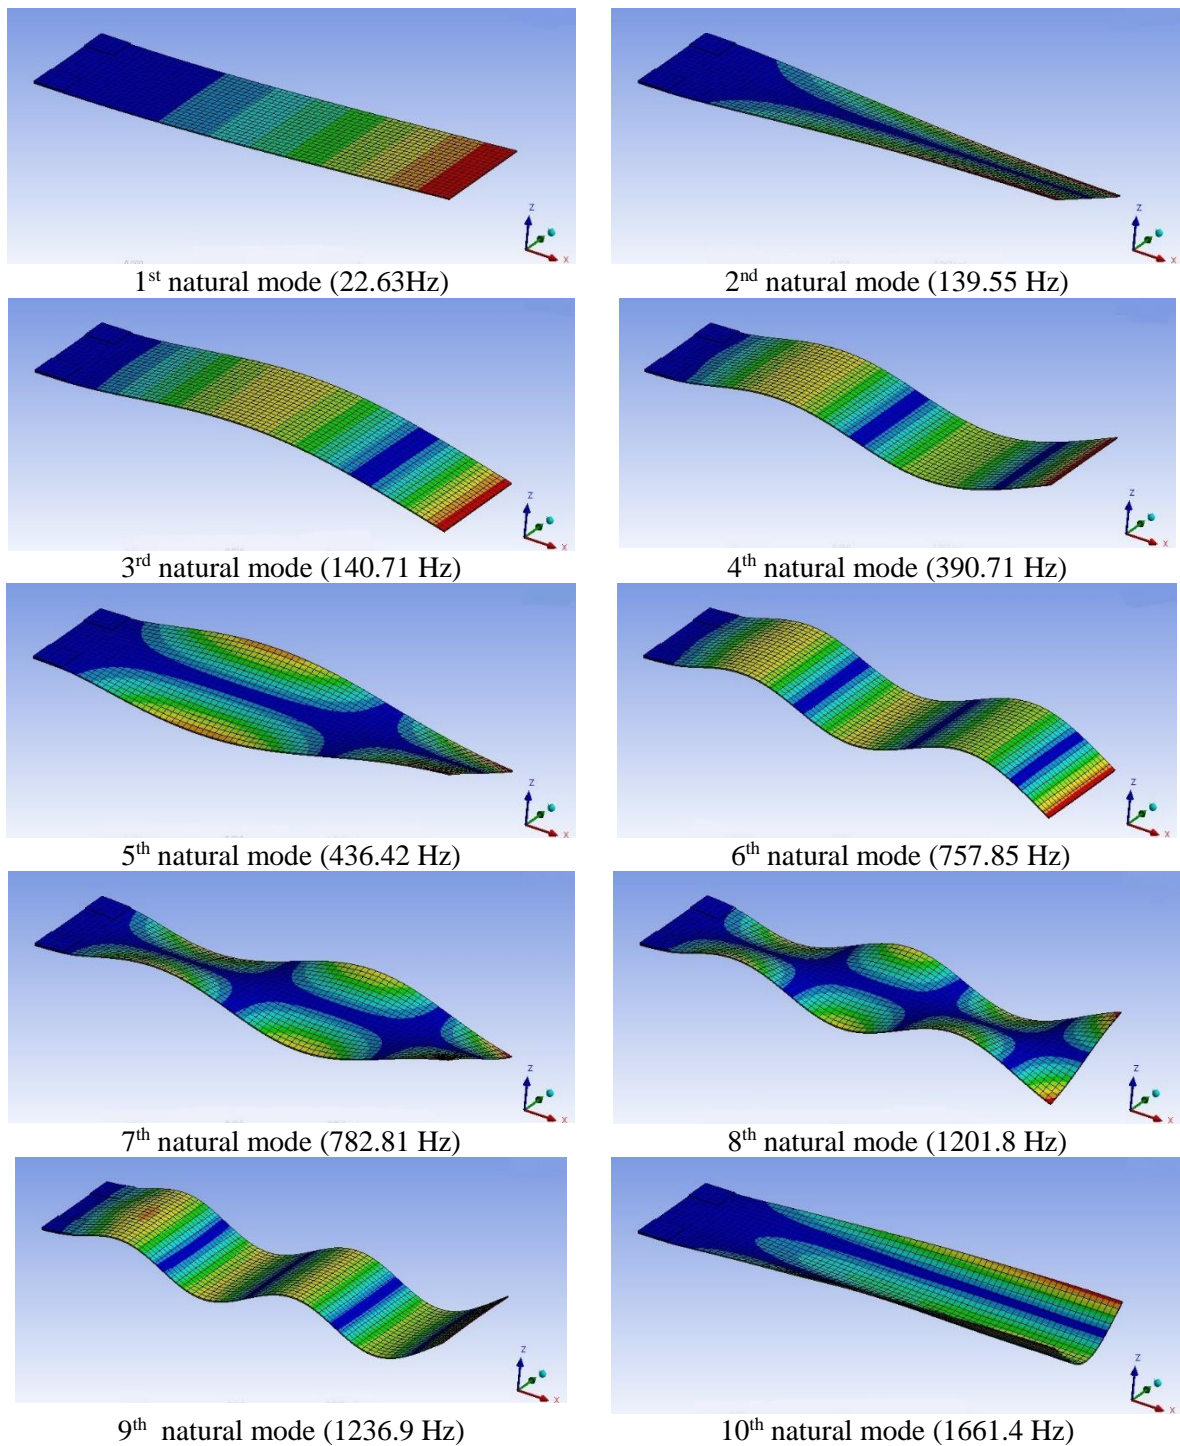 z
x
z
x
1st natural mode (22.63Hz)
2nd natural mode (139.55 Hz)
z
x
z
x
3rd natural mode (140.71 Hz)
4th natural mode (390.71 Hz)
z
x
z
x
5th natural mode (436.42 Hz)
6th natural mode (757.85 Hz)
z
x
z
x
7th natural mode (782.81 Hz)
8th natural mode (1201.8 Hz)
z
x
z
x
9th natural mode (1236.9 Hz)
10th natural mode (1661.4 Hz)